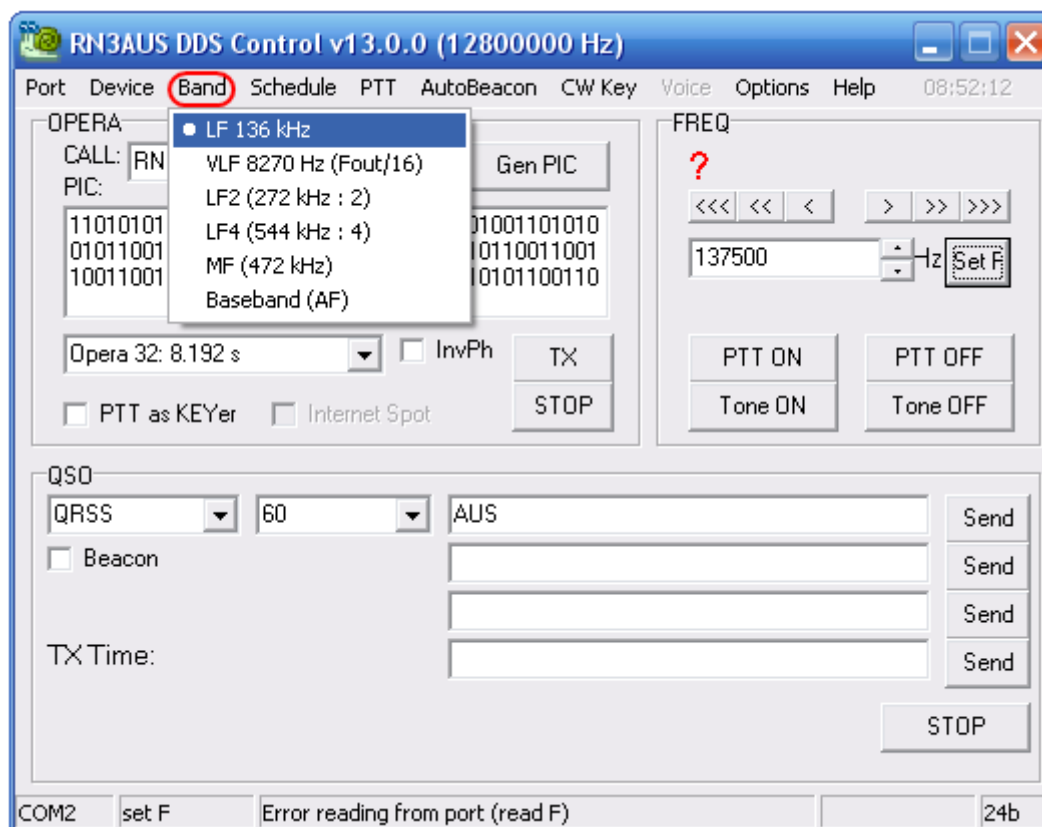 RN3AUS DDS Control v13.0.0 (12800000 Hz)
Port Device Band Schedule PTT AutoBeacon CW Key Voice Options Help 08:52:12
OPERA
CALL: RN
Gen PIC
PIC:
11010101 01001101010
01011001 10110011001
10011001 10101100110
LF 136 kHz
VLF 8270 Hz (Fout/16)
LF2 (272 kHz : 2)
LF4 (544 kHz : 4)
MF (472 kHz)
Baseband (AF)
Opera 32: 8.192 s
InvPh
TX
PTT as KEYer
Internet Spot
STOP
FREQ
?
<<< << < > >> >>>
137500 Hz Set F
PTT ON PTT OFF
Tone ON Tone OFF
QSO
QRSS 60 AUS Send
Beacon Send
Send
TX Time: Send
STOP
COM2 set F Error reading from port (read F) 24b